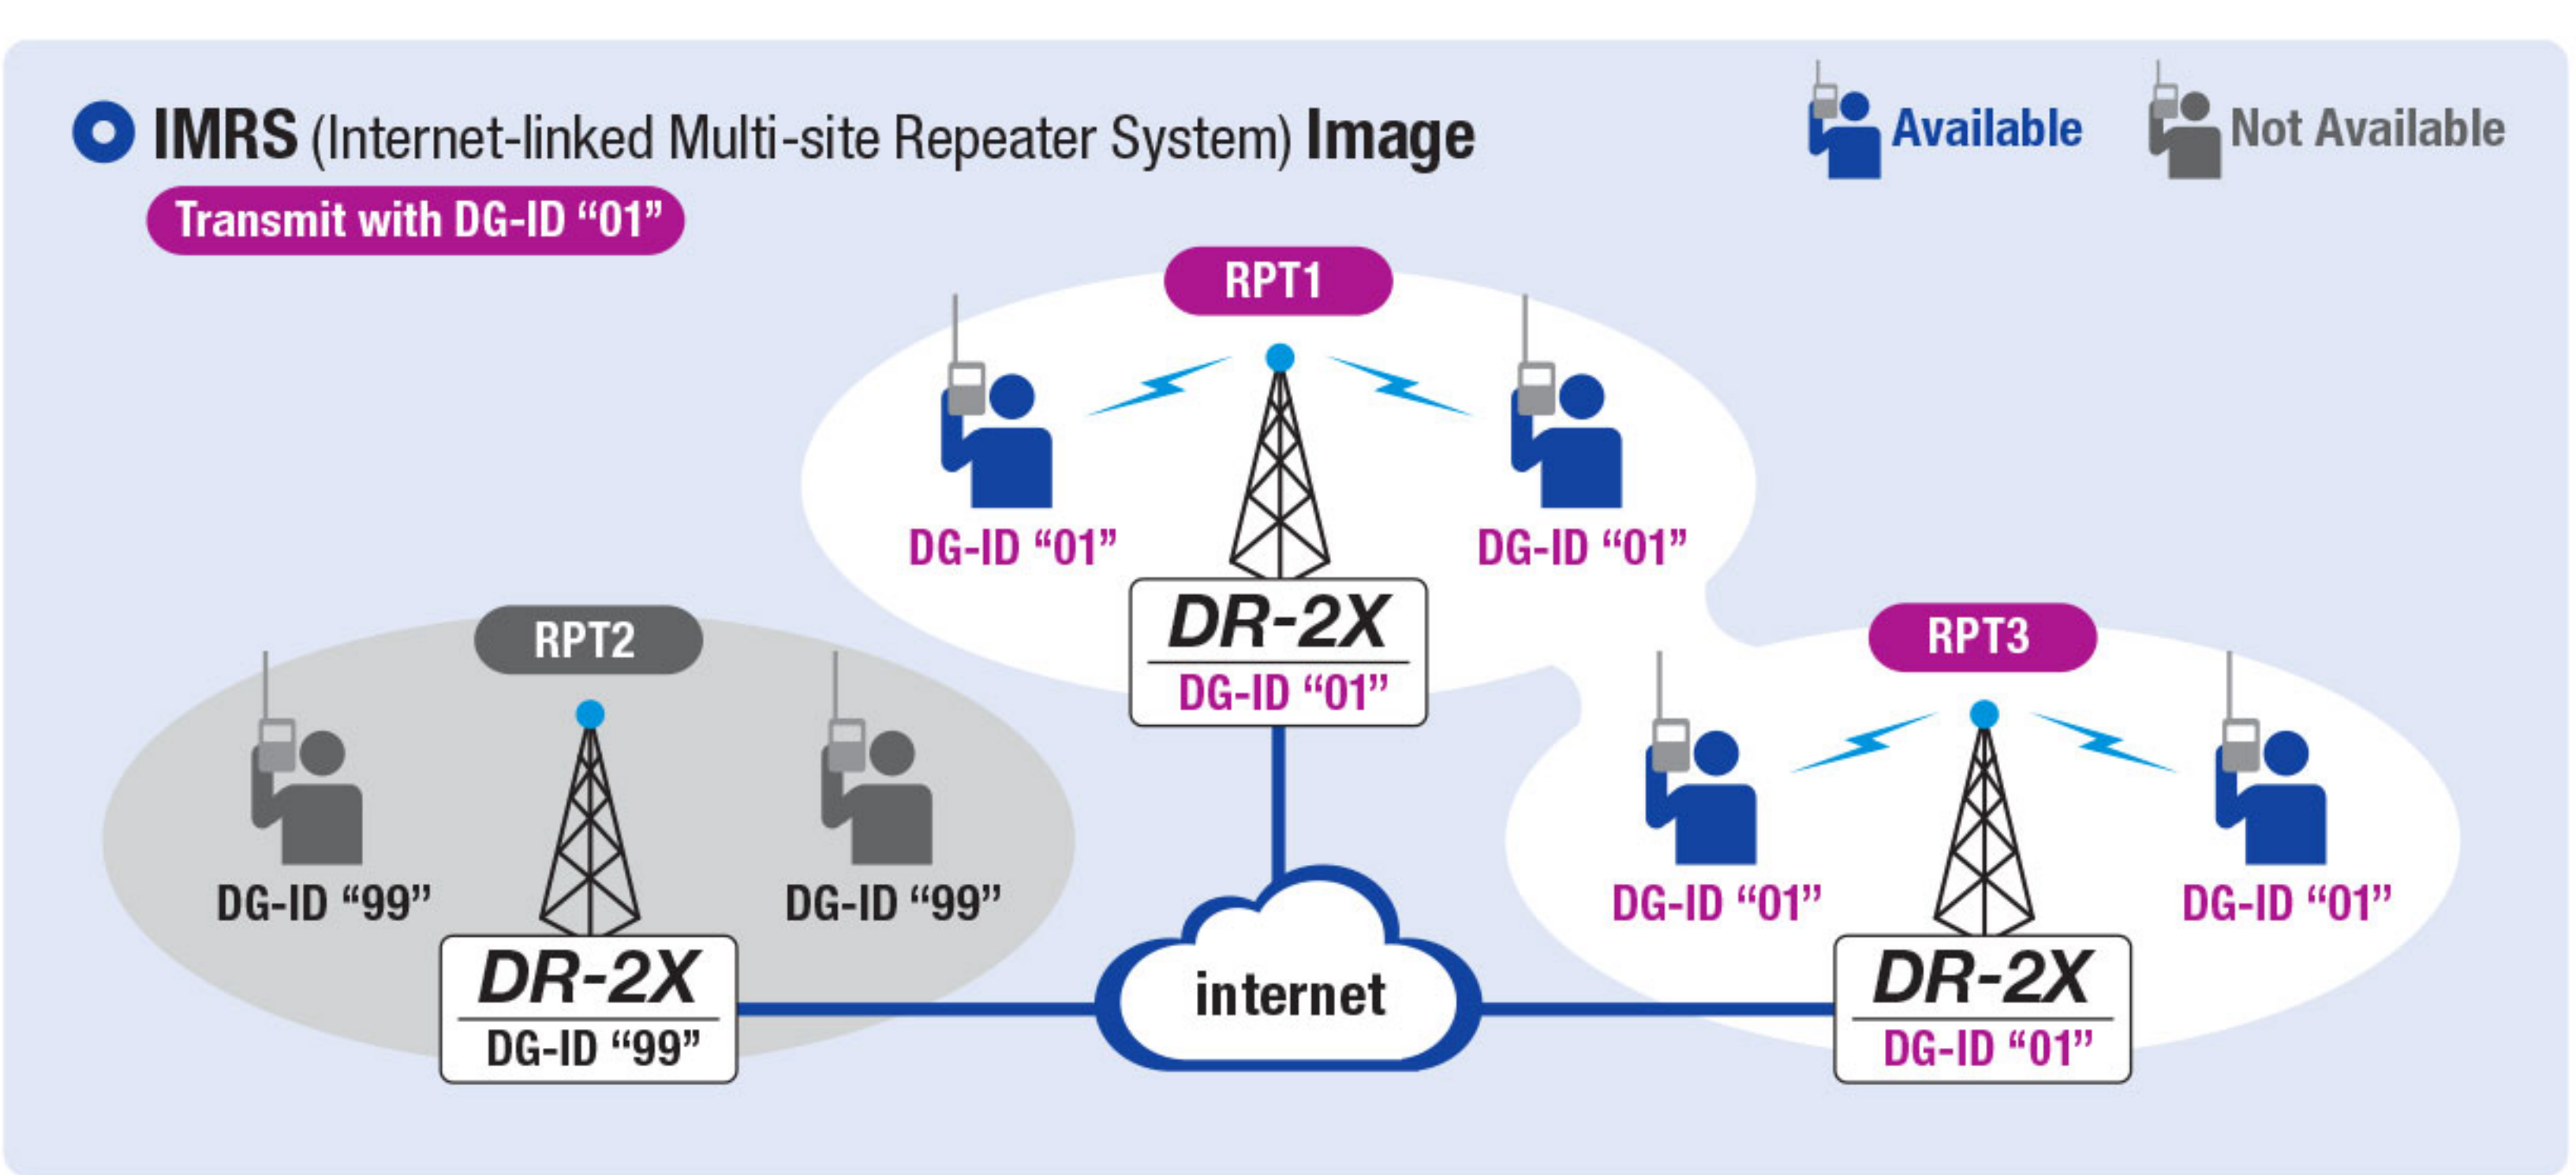 IMRS (Internet-linked Multi-site Repeater System) Image
Available
Not Available
Transmit with DG-ID “01”
RPT1
DG-ID “01”
DG-ID “01”
DR-2X
DG-ID “01”
RPT2
DG-ID “99”
DG-ID “99”
DR-2X
DG-ID “99”
internet
RPT3
DG-ID “01”
DG-ID “01”
DR-2X
DG-ID “01”